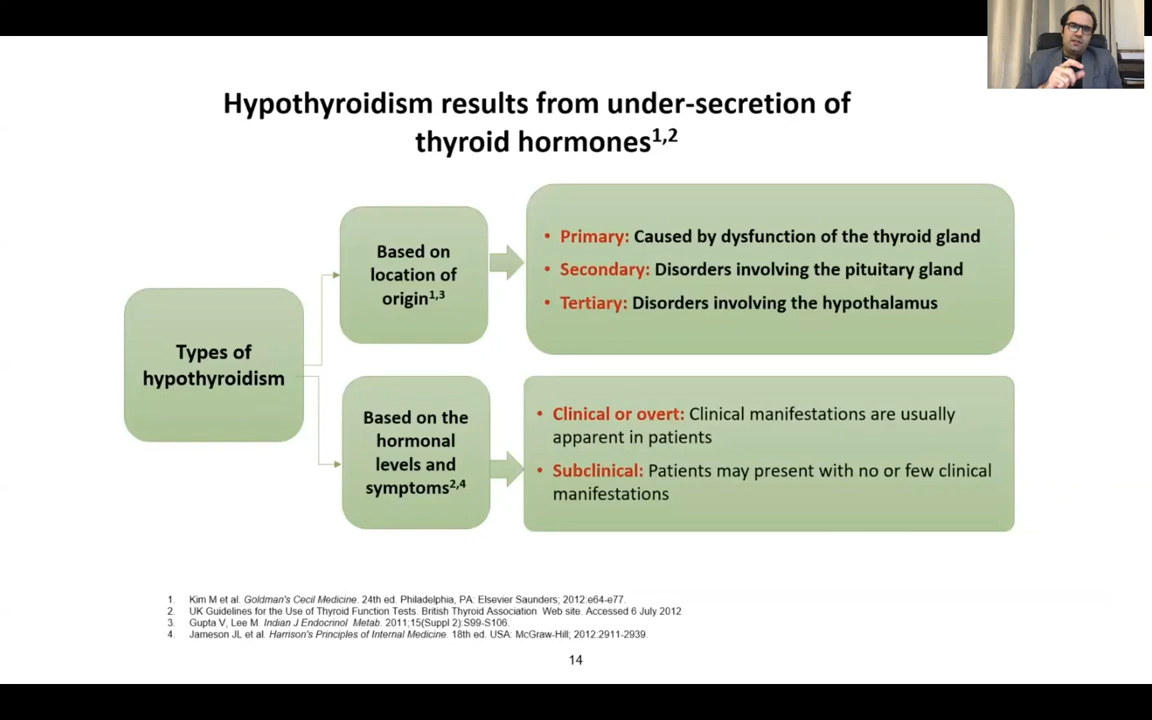 Hypothyroidism results from under-secretion of
thyroid hormones1,2
Types of
hypothyroidism
Based on
location of
origin1,3
• Primary: Caused by dysfunction of the thyroid gland
• Secondary: Disorders involving the pituitary gland
• Tertiary: Disorders involving the hypothalamus
Based on the
hormonal
levels and
symptoms2,4
• Clinical or overt: Clinical manifestations are usually
apparent in patients
• Subclinical: Patients may present with no or few clinical
manifestations
1. Kim M et al. Goldman's Cecil Medicine. 24th ed. Philadelphia, PA: Elsevier Saunders; 2012:e64-e77.
2. UK Guidelines for the Use of Thyroid Function Tests. British Thyroid Association Web site. Accessed 6 July 2012
3. Gupta V, Lee M. Indian J Endocrinol Metab. 2011;15(Suppl 2):S99-S106.
4. Jameson JL et al. Harrison's Principles of Internal Medicine. 18th ed. USA: McGraw-Hill; 2012:2911-2939.
14